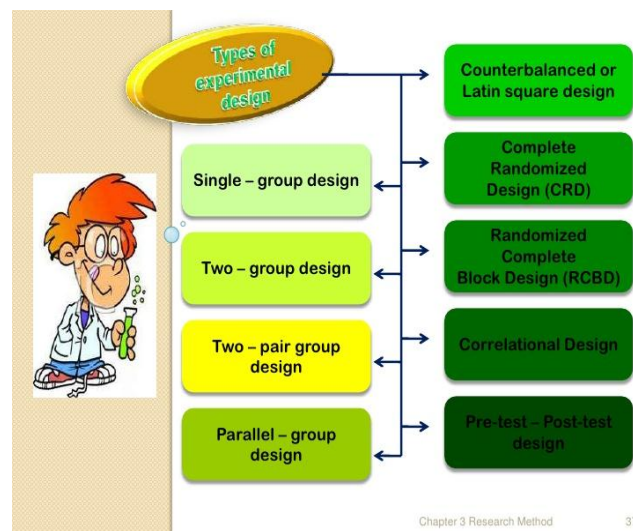 Types of
experimental
design
Single – group design
Two – group design
Two – pair group
design
Parallel – group
design
Counterbalanced or
Latin square design
Complete
Randomized
Design (CRD)
Randomized
Complete
Block Design (RCBD)
Correlational Design
Pre-test – Post-test
design
Chapter 3 Research Method